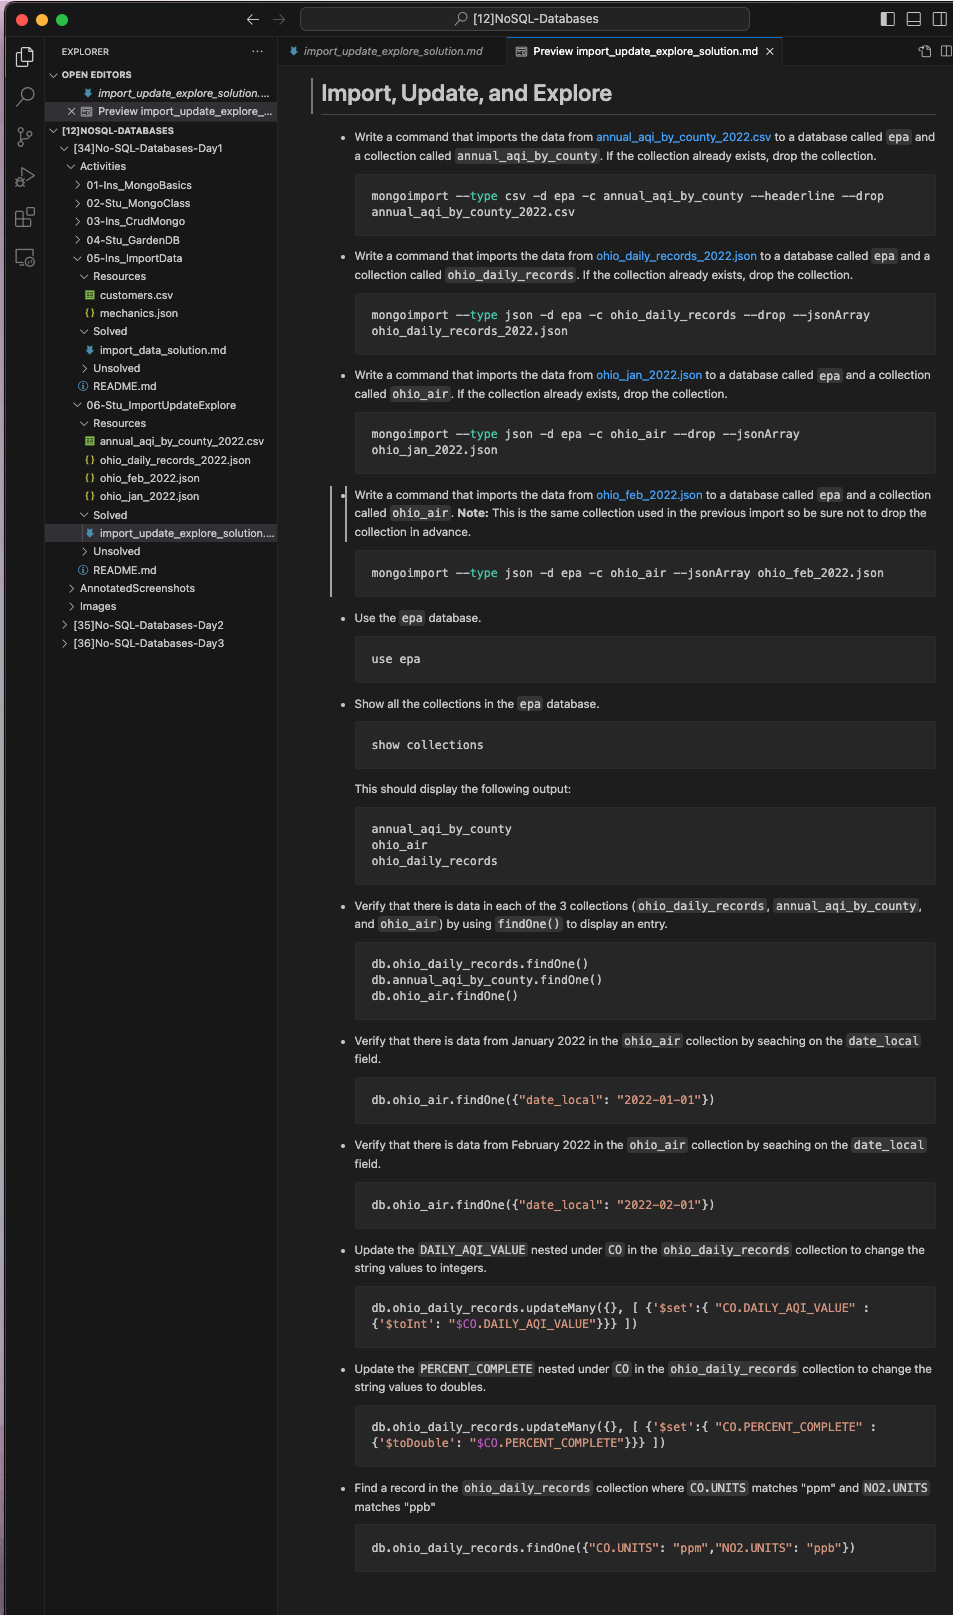 [12]NoSQL-Databases
EXPLORER
OPEN EDITORS
import_update_explore_solution....
Preview import_update_explore_...
[12]NOSQL-DATABASES
[34]No-SQL-Databases-Day1
Activities
01-Ins_MongoBasics
02-Stu_MongoClass
03-Ins_CrudMongo
04-Stu_GardenDB
05-Ins_ImportData
Resources
customers.csv
mechanics.json
Solved
import_data_solution.md
Unsolved
README.md
06-Stu_ImportUpdateExplore
Resources
annual_aqi_by_county_2022.csv
ohio_daily_records_2022.json
ohio_feb_2022.json
ohio_jan_2022.json
Solved
import_update_explore_solution....
Unsolved
README.md
AnnotatedScreenshots
Images
[35]No-SQL-Databases-Day2
[36]No-SQL-Databases-Day3
import_update_explore_solution.md
Preview import_update_explore_solution.md
Import, Update, and Explore
• Write a command that imports the data from annual_aqi_by_county_2022.csv to a database called epa and
a collection called annual_aqi_by_county. If the collection already exists, drop the collection.
mongoimport --type csv -d epa -c annual_aqi_by_county --headerline --drop
annual_aqi_by_county_2022.csv
• Write a command that imports the data from ohio_daily_records_2022.json to a database called epa and a
collection called ohio_daily_records. If the collection already exists, drop the collection.
mongoimport --type json -d epa -c ohio_daily_records --drop --jsonArray
ohio_daily_records_2022.json
• Write a command that imports the data from ohio_jan_2022.json to a database called epa and a collection
called ohio_air. If the collection already exists, drop the collection.
mongoimport --type json -d epa -c ohio_air --drop --jsonArray
ohio_jan_2022.json
• Write a command that imports the data from ohio_feb_2022.json to a database called epa and a collection
called ohio_air. Note: This is the same collection used in the previous import so be sure not to drop the
collection in advance.
mongoimport --type json -d epa -c ohio_air --jsonArray ohio_feb_2022.json
• Use the epa database.
use epa
• Show all the collections in the epa database.
show collections
This should display the following output:
annual_aqi_by_county
ohio_air
ohio_daily_records
• Verify that there is data in each of the 3 collections (ohio_daily_records, annual_aqi_by_county,
and ohio_air) by using findOne() to display an entry.
db.ohio_daily_records.findOne()
db.annual_aqi_by_county.findOne()
db.ohio_air.findOne()
• Verify that there is data from January 2022 in the ohio_air collection by seaching on the date_local
field.
db.ohio_air.findOne({"date_local": "2022-01-01"})
• Verify that there is data from February 2022 in the ohio_air collection by seaching on the date_local
field.
db.ohio_air.findOne({"date_local": "2022-02-01"})
• Update the DAILY_AQI_VALUE nested under CO in the ohio_daily_records collection to change the
string values to integers.
db.ohio_daily_records.updateMany({}, [ {'$set':{ "CO.DAILY_AQI_VALUE" :
{'$toInt': "$CO.DAILY_AQI_VALUE"}}} ])
• Update the PERCENT_COMPLETE nested under CO in the ohio_daily_records collection to change the
string values to doubles.
db.ohio_daily_records.updateMany({}, [ {'$set':{ "CO.PERCENT_COMPLETE" :
{'$toDouble': "$CO.PERCENT_COMPLETE"}}} ])
• Find a record in the ohio_daily_records collection where CO.UNITS matches "ppm" and NO2.UNITS
matches "ppb"
db.ohio_daily_records.findOne({"CO.UNITS": "ppm","NO2.UNITS": "ppb"})